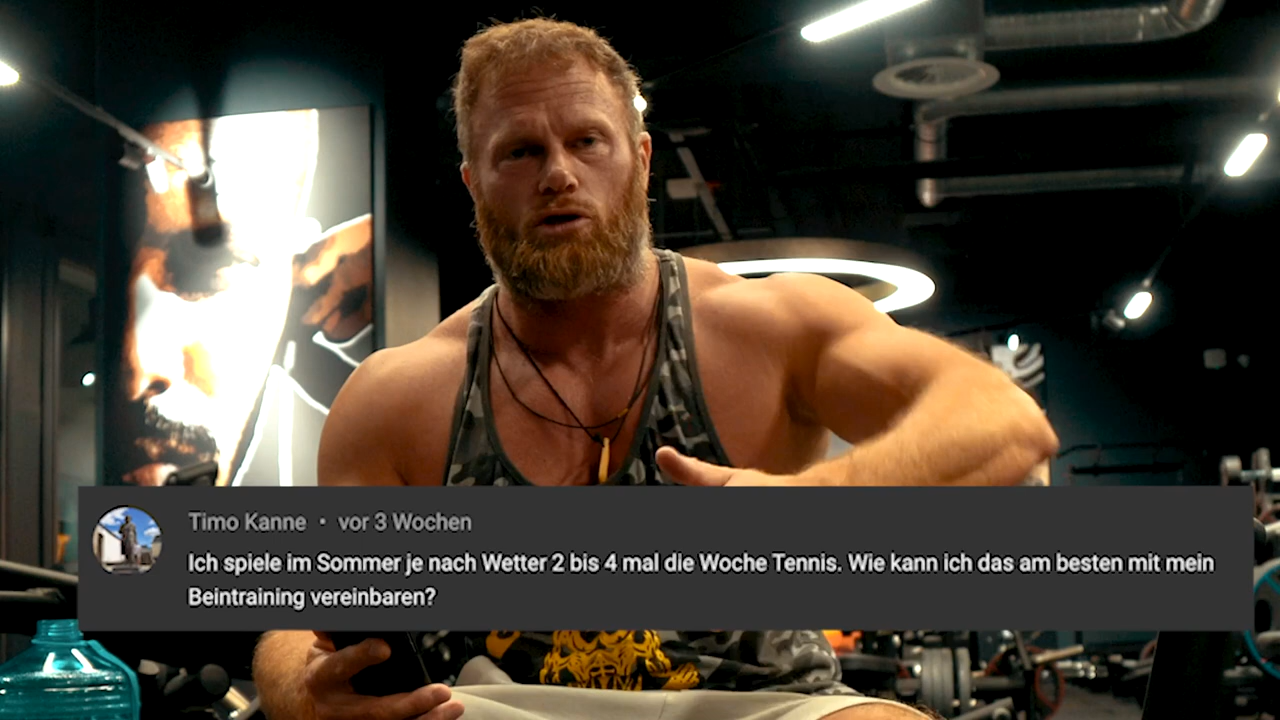 Timo Kanne • vor 3 Wochen
Ich spiele im Sommer je nach Wetter 2 bis 4 mal die Woche Tennis. Wie kann ich das am besten mit mein
Beintraining vereinbaren?